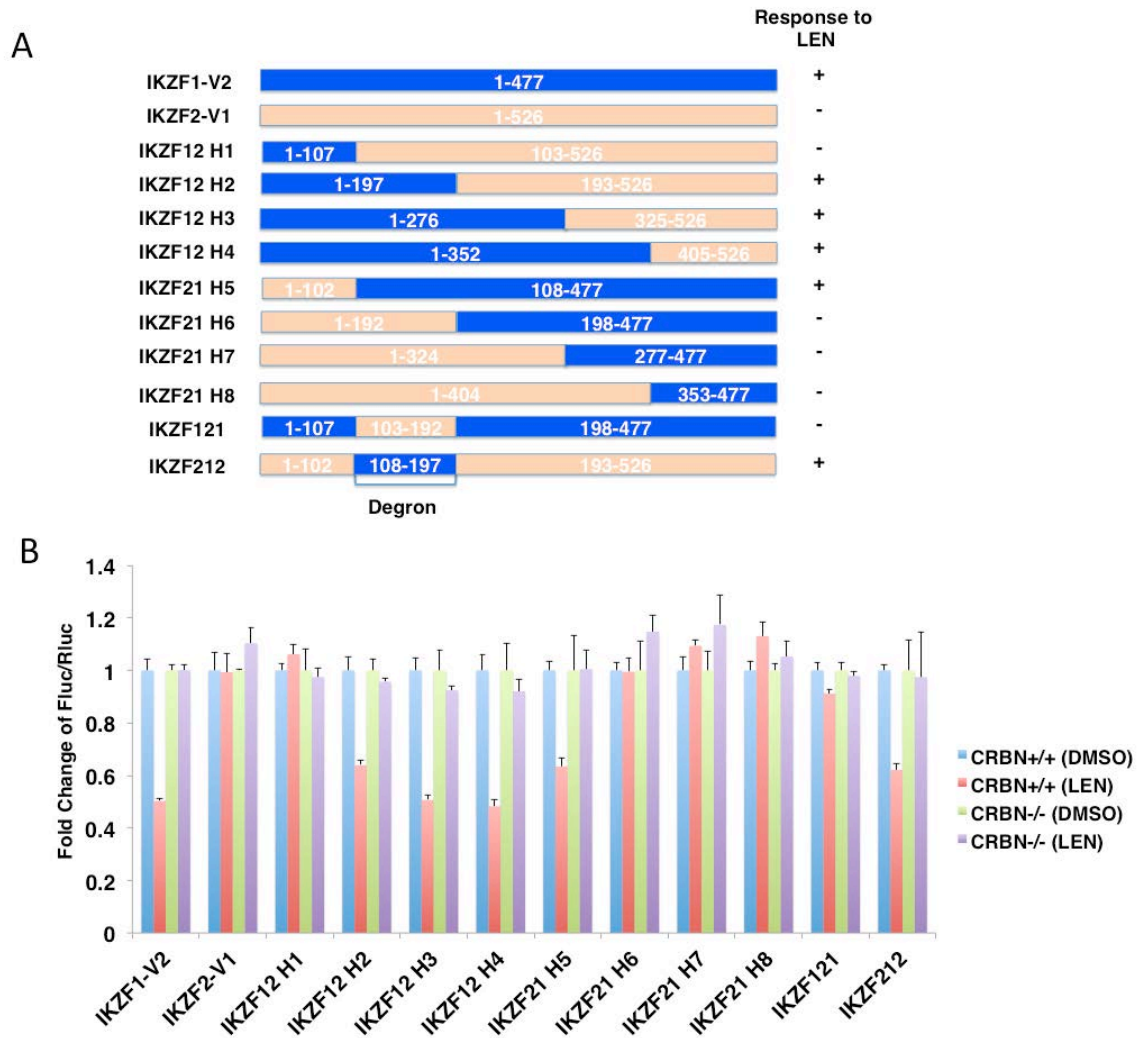 A
Response to
LEN
IKZF1-V2 1-477 +
IKZF2-V1 1-526 -
IKZF12 H1 1-107 103-526 -
IKZF12 H2 1-197 193-526 +
IKZF12 H3 1-276 325-526 +
IKZF12 H4 1-352 405-526 +
IKZF21 H5 1-102 108-477 +
IKZF21 H6 1-192 198-477 -
IKZF21 H7 1-324 277-477 -
IKZF21 H8 1-404 353-477 -
IKZF121 1-107 103-192 198-477 -
IKZF212 1-102 108-197 193-526 +
Degron
B
Fold Change of Fluc/Rluc
1.4
1.2
1
0.8
0.6
0.4
0.2
0
IKZF1-V2
IKZF2-V1
IKZF12 H1
IKZF12 H2
IKZF12 H3
IKZF12 H4
IKZF21 H5
IKZF21 H6
IKZF21 H7
IKZF21 H8
IKZF121
IKZF212
CRBN+/+ (DMSO)
CRBN+/+ (LEN)
CRBN-/- (DMSO)
CRBN-/- (LEN)